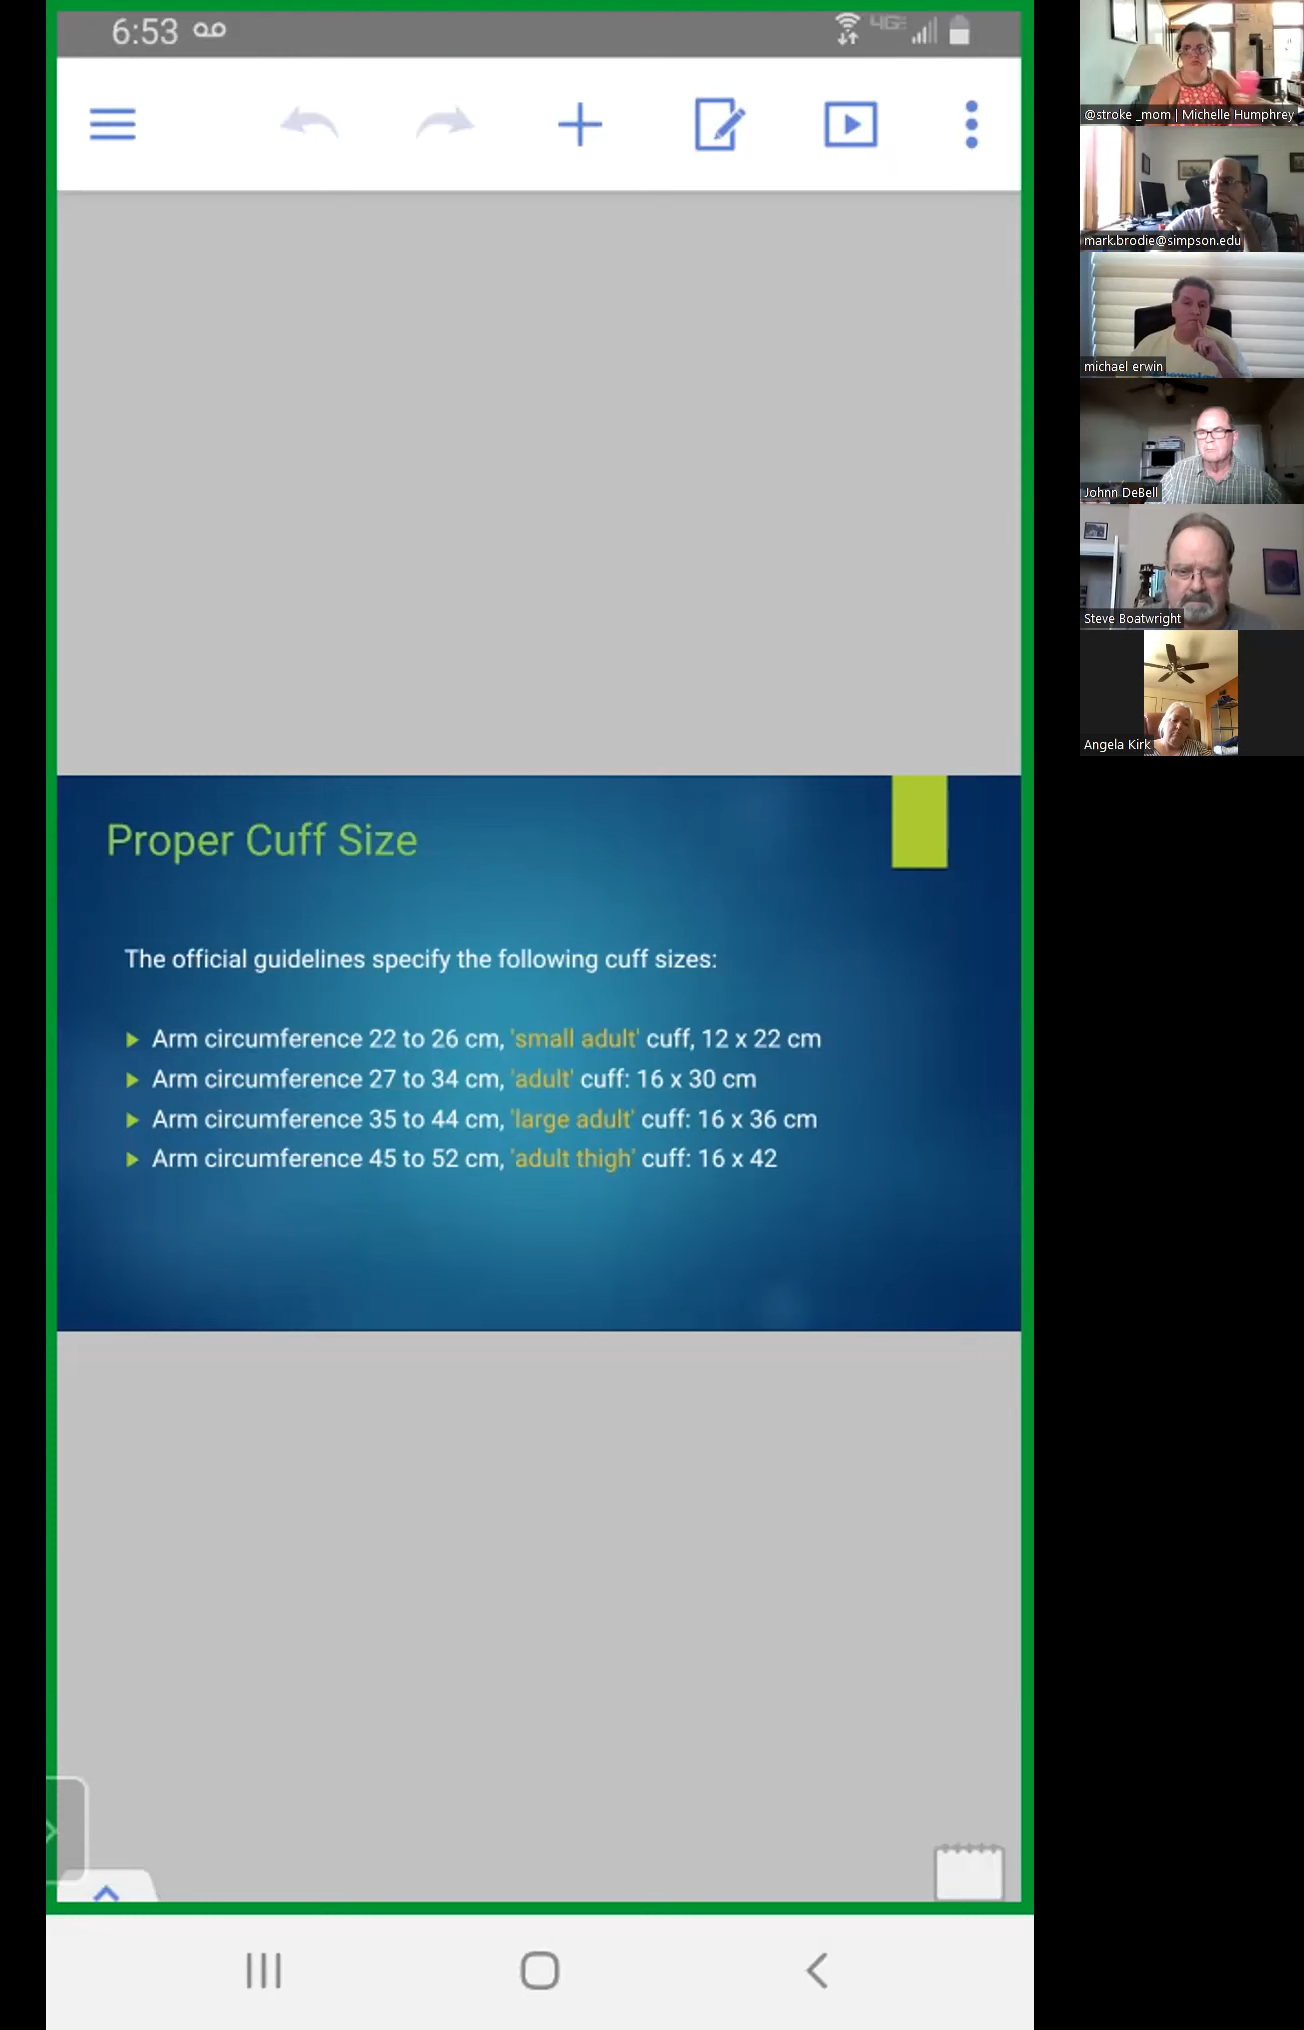 6:53
4GE
@stroke _mom | Michelle Humphrey
mark.brodie@simpson.edu
michael erwin
Johnn DeBell
Steve Boatwright
Angela Kirk
Proper Cuff Size
The official guidelines specify the following cuff sizes:
Arm circumference 22 to 26 cm, 'small adult' cuff, 12 x 22 cm
Arm circumference 27 to 34 cm, 'adult' cuff: 16 x 30 cm
Arm circumference 35 to 44 cm, 'large adult' cuff: 16 x 36 cm
Arm circumference 45 to 52 cm, 'adult thigh' cuff: 16 x 42